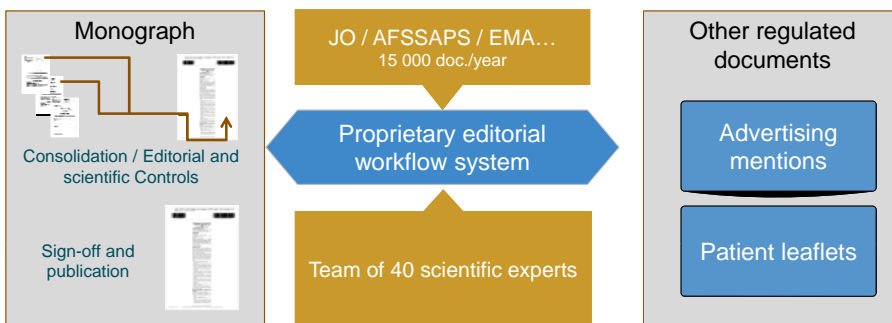 Monograph
Consolidation / Editorial and
scientific Controls
Sign-off and
publication
JO / AFSSAPS / EMA…
15 000 doc./year
Proprietary editorial
workflow system
Team of 40 scientific experts
Other regulated
documents
Advertising
mentions
Patient leaflets